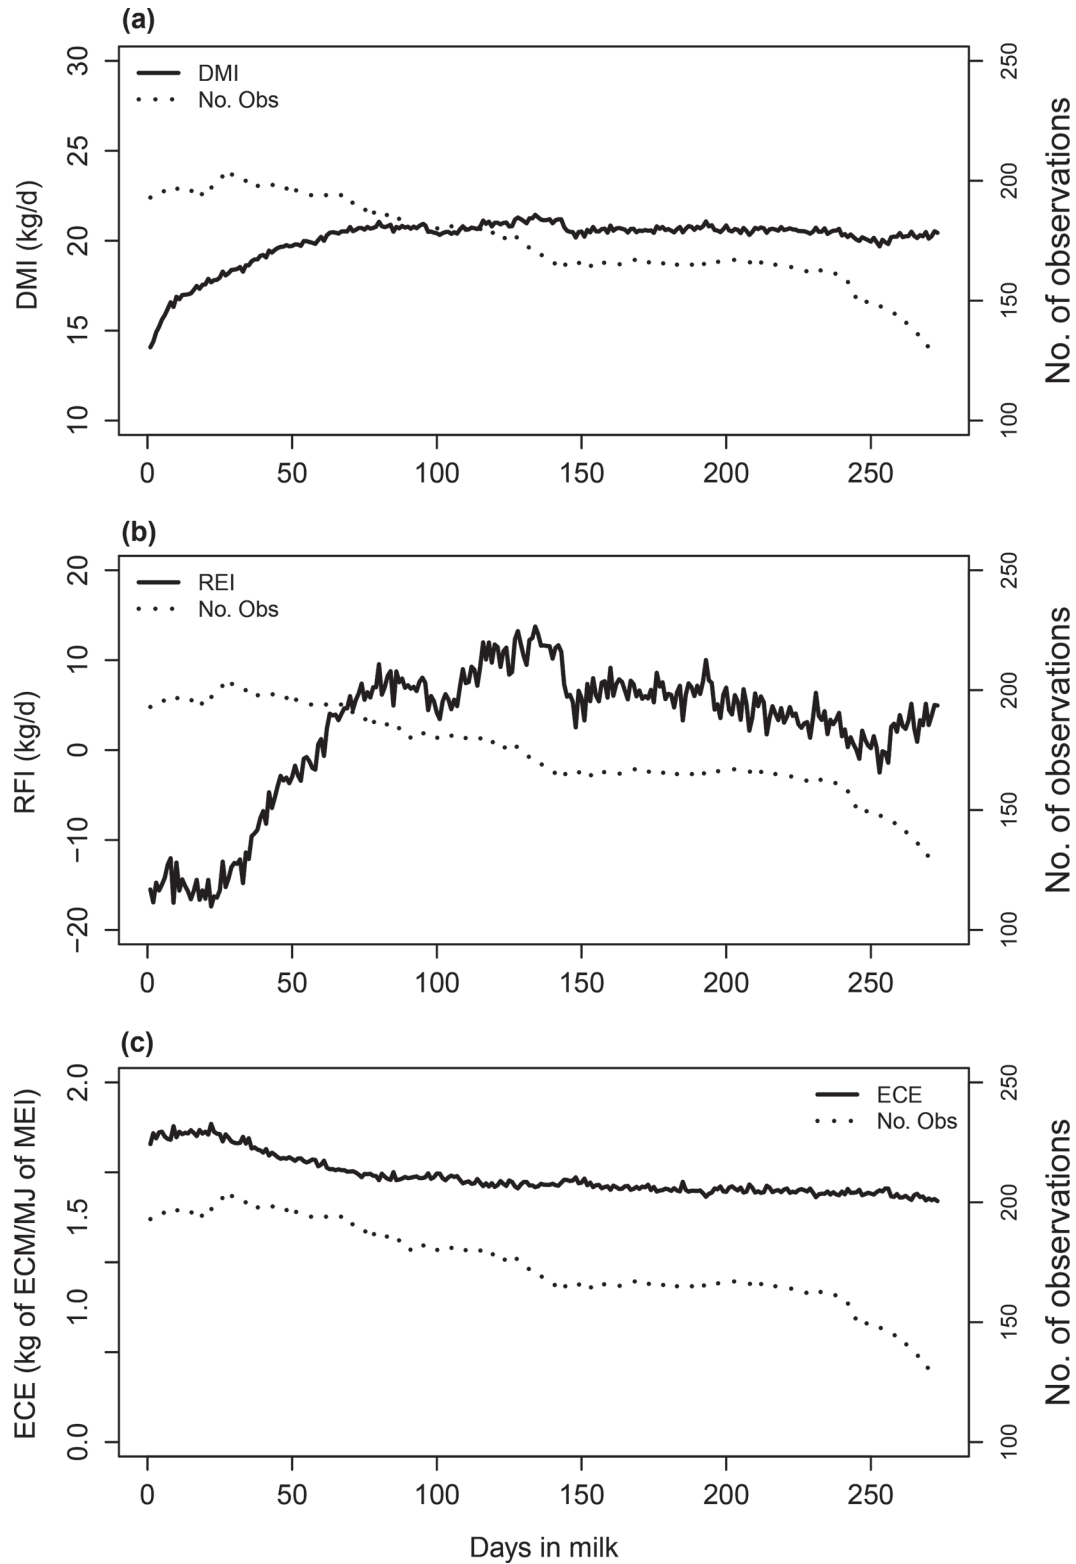 (a)
DMI
No. Obs
DMI (kg/d)
30
25
20
15
10
250
200
150
100
No. of observations
0 50 100 150 200 250
(b)
REI
No. Obs
RFI (kg/d)
20
10
0
−10
−20
250
200
150
100
No. of observations
0 50 100 150 200 250
(c)
ECE
No. Obs
ECE (kg of ECM/MJ of MEI)
2.0
1.5
1.0
0.0
250
200
150
100
No. of observations
0 50 100 150 200 250
Days in milk